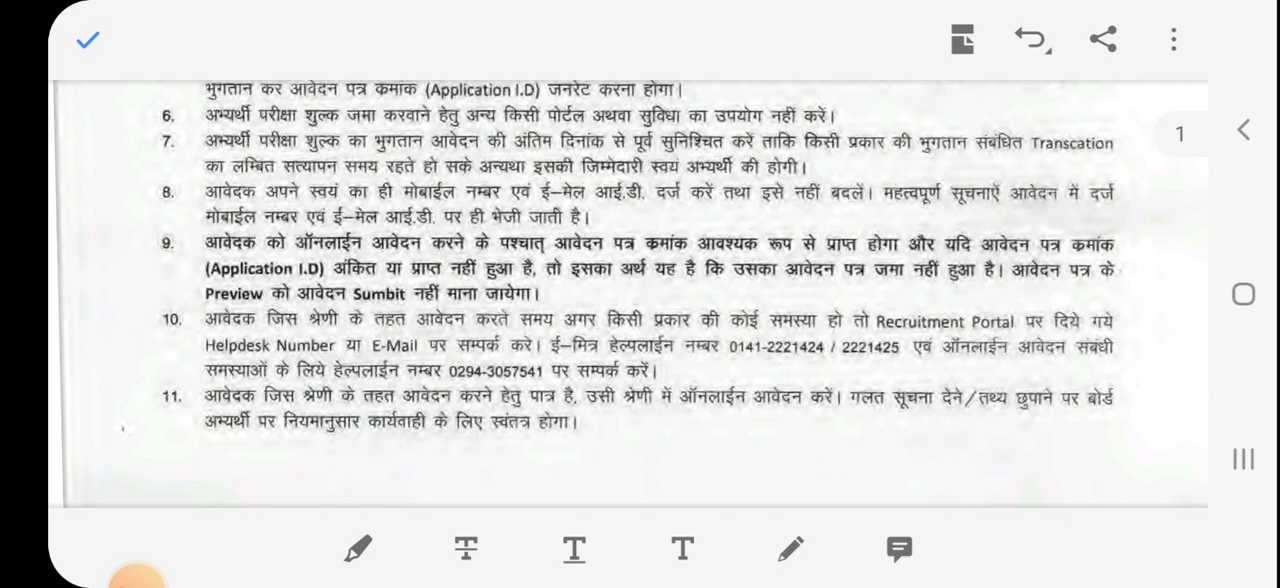 भुगतान कर आवेदन पत्र कमांक (Application I.D) जनरेट करना होगा।
6. अभ्यर्थी परीक्षा शुल्क जमा करवाने हेतु अन्य किसी पोर्टल अथवा सुविधा का उपयोग नहीं करें।
7. अभ्यर्थी परीक्षा शुल्क का भुगतान आवेदन की अंतिम दिनांक से पूर्व सुनिश्चित करें ताकि किसी प्रकार की भुगतान संबंधित Transcation
का लम्बित सत्यापन समय रहते हो सके अन्यथा इसकी जिम्मेदारी स्वयं अभ्यर्थी की होगी।
1
8. आवेदक अपने स्वयं का ही मोबाईल नम्बर एवं ई–मेल आई.डी. दर्ज करें तथा इसे नहीं बदलें। महत्वपूर्ण सूचनाऐं आवेदन में दर्ज
मोबाईल नम्बर एवं ई–मेल आई.डी. पर ही भेजी जाती है।
9. आवेदक को ऑनलाईन आवेदन करने के पश्चात् आवेदन पत्र कमांक आवश्यक रूप से प्राप्त होगा और यदि आवेदन पत्र कमांक
(Application I.D) अंकित या प्राप्त नहीं हुआ है, तो इसका अर्थ यह है कि उसका आवेदन पत्र जमा नहीं हुआ है। आवेदन पत्र के
Preview को आवेदन Sumbit नहीं माना जायेगा।
10. आवेदक जिस श्रेणी के तहत आवेदन करते समय अगर किसी प्रकार की कोई समस्या हो तो Recruitment Portal पर दिये गये
Helpdesk Number या E-Mail पर सम्पर्क करे। ई–मित्र हेल्पलाईन नम्बर 0141-2221424 / 2221425 एवं ऑनलाईन आवेदन संबंधी
समस्याओं के लिये हेल्पलाईन नम्बर 0294-3057541 पर सम्पर्क करें।
11. आवेदक जिस श्रेणी के तहत आवेदन करने हेतु पात्र है, उसी श्रेणी में ऑनलाईन आवेदन करें। गलत सूचना देने/तथ्य छुपाने पर बोर्ड
अभ्यर्थी पर नियमानुसार कार्यवाही के लिए स्वंतत्र होगा।